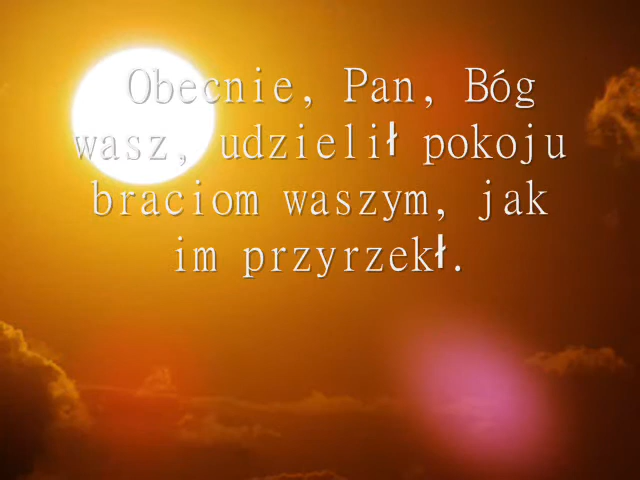 Obecnie, Pan, Bóg
wasz, udzielił pokoju
braciom waszym, jak
im przyrzekł.